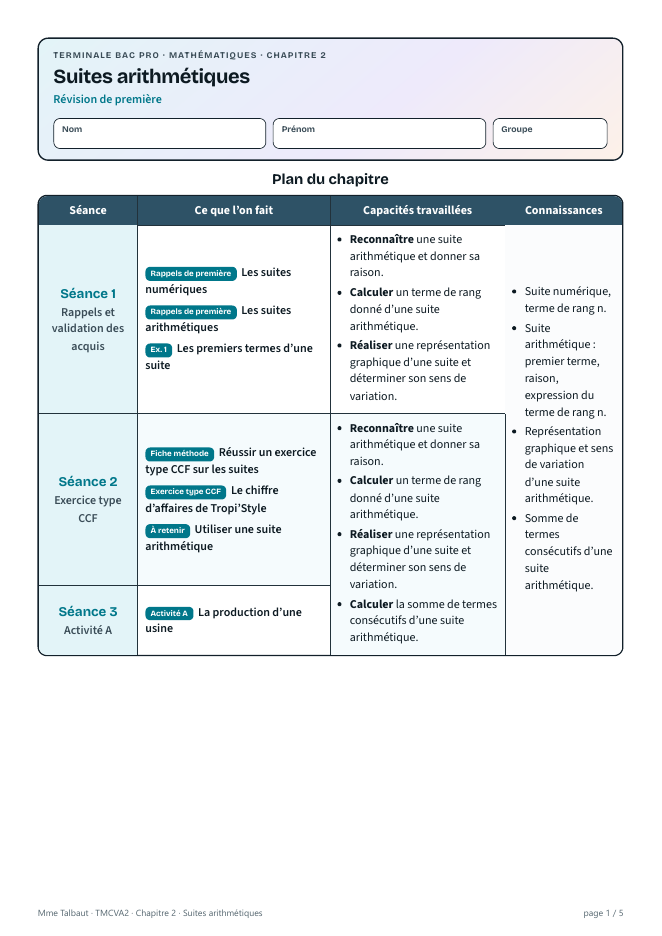 TERMINALE BAC PRO · MATHÉMATIQUES · CHAPITRE 2
Suites arithmétiques
Révision de première
Nom
Prénom
Groupe
Plan du chapitre
Séance
Ce que l’on fait
Capacités travaillées
Connaissances
Séance 1
Rappels et
validation des
acquis
Rappels de première Les suites
numériques
Rappels de première Les suites
arithmétiques
Ex. 1 Les premiers termes d’une
suite
• Reconnaître une suite
arithmétique et donner sa
raison.
• Calculer un terme de rang
donné d’une suite
arithmétique.
• Réaliser une représentation
graphique d’une suite et
déterminer son sens de
variation.
• Suite numérique,
terme de rang n.
• Suite
arithmétique :
premier terme,
raison,
expression du
terme de rang n.
• Représentation
graphique et sens
de variation
d’une suite
arithmétique.
• Somme de
termes
consécutifs d’une
suite
arithmétique.
Séance 2
Exercice type
CCF
Fiche méthode Réussir un exercice
type CCF sur les suites
Exercice type CCF Le chiffre
d’affaires de Tropi’Style
À retenir Utiliser une suite
arithmétique
• Reconnaître une suite
arithmétique et donner sa
raison.
• Calculer un terme de rang
donné d’une suite
arithmétique.
• Réaliser une représentation
graphique d’une suite et
déterminer son sens de
variation.
• Calculer la somme de termes
consécutifs d’une suite
arithmétique.
Séance 3
Activité A
Activité A La production d’une
usine
Mme Talbaut · TMCVA2 · Chapitre 2 · Suites arithmétiques
page 1 / 5